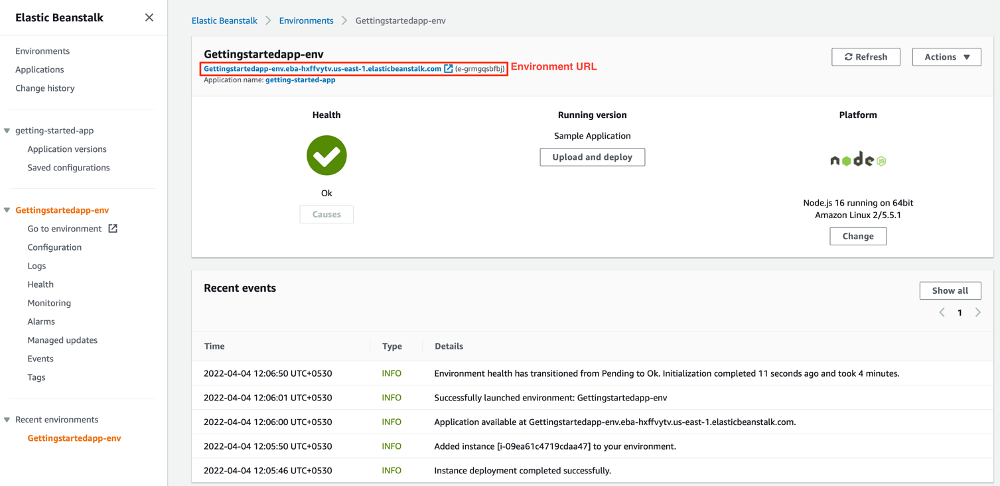 Elastic Beanstalk
Environments
Applications
Change history
getting-started-app
Application versions
Saved configurations
Gettingstartedapp-env
Go to environment
Configuration
Logs
Health
Monitoring
Alarms
Managed updates
Events
Tags
Recent environments
Gettingstartedapp-env
Elastic Beanstalk > Environments > Gettingstartedapp-env
Gettingstartedapp-env
Gettingstartedapp-env.eba-hxffvytv.us-east-1.elasticbeanstalk.com (e-grmgqsbfbj) Environment URL
Application name: getting-started-app
Refresh Actions
Health
Ok
Causes
Running version
Sample Application
Upload and deploy
Platform
node JS
Node.js 16 running on 64bit
Amazon Linux 2/5.5.1
Change
Recent events
Show all
1
Time Type Details
2022-04-04 12:06:50 UTC+0530 INFO Environment health has transitioned from Pending to Ok. Initialization completed 11 seconds ago and took 4 minutes.
2022-04-04 12:06:01 UTC+0530 INFO Successfully launched environment: Gettingstartedapp-env
2022-04-04 12:06:00 UTC+0530 INFO Application available at Gettingstartedapp-env.eba-hxffvytv.us-east-1.elasticbeanstalk.com.
2022-04-04 12:05:50 UTC+0530 INFO Added instance [i-09ea61c4719cdaa47] to your environment.
2022-04-04 12:05:46 UTC+0530 INFO Instance deployment completed successfully.